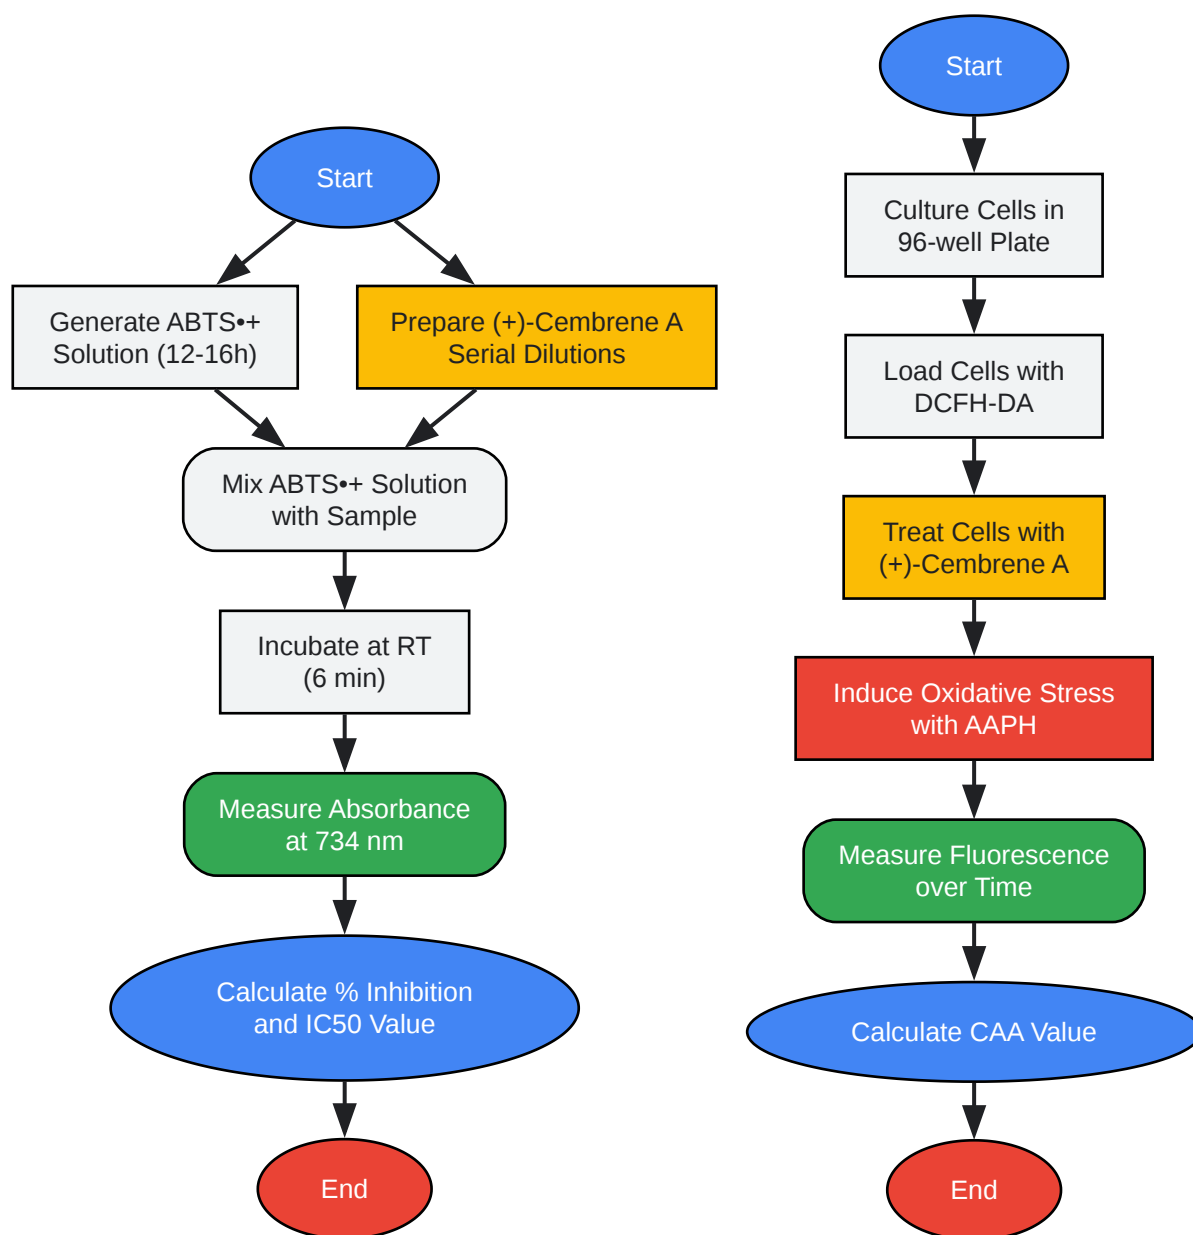 Start
Generate ABTS•+
Solution (12-16h)
Prepare (+)-Cembrene A
Serial Dilutions
Mix ABTS•+ Solution
with Sample
Incubate at RT
(6 min)
Measure Absorbance
at 734 nm
Calculate % Inhibition
and IC50 Value
End
Start
Culture Cells in
96-well Plate
Load Cells with
DCFH-DA
Treat Cells with
(+)-Cembrene A
Induce Oxidative Stress
with AAPH
Measure Fluorescence
over Time
Calculate CAA Value
End